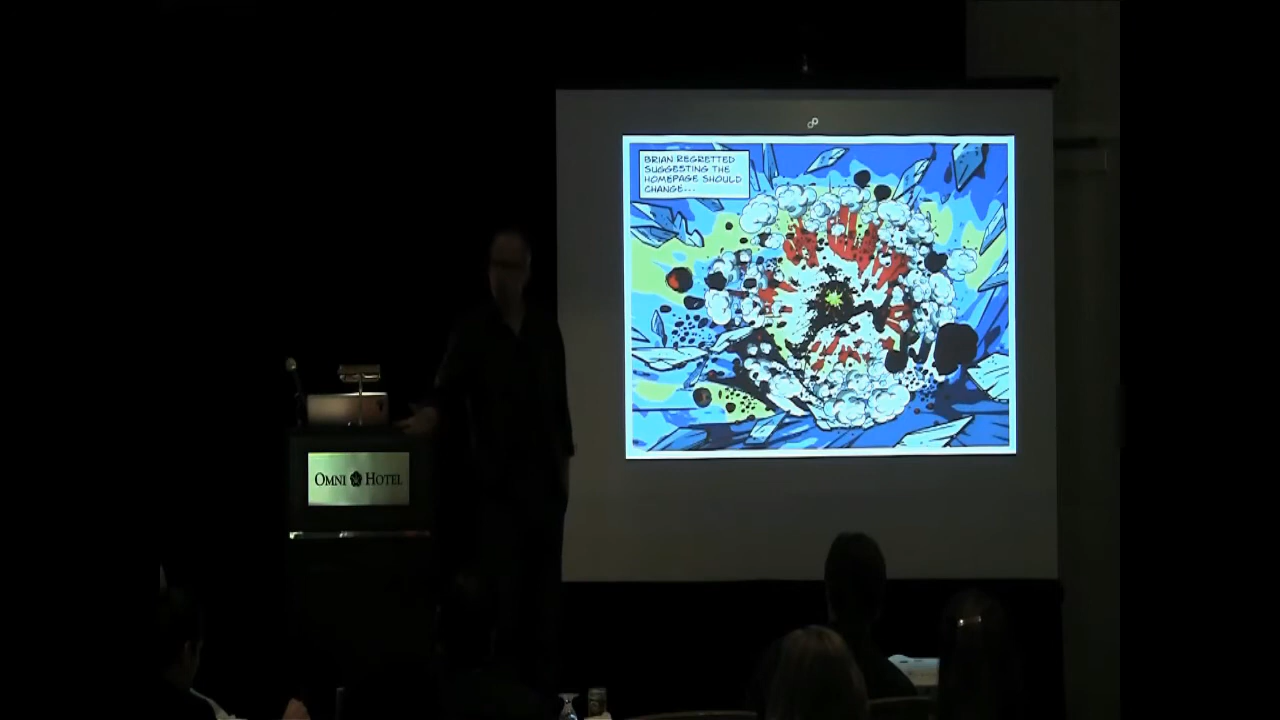 BRIAN REGRETTED
SUGGESTING THE
HOMEPAGE SHOULD
CHANGE...
OMNI HOTEL